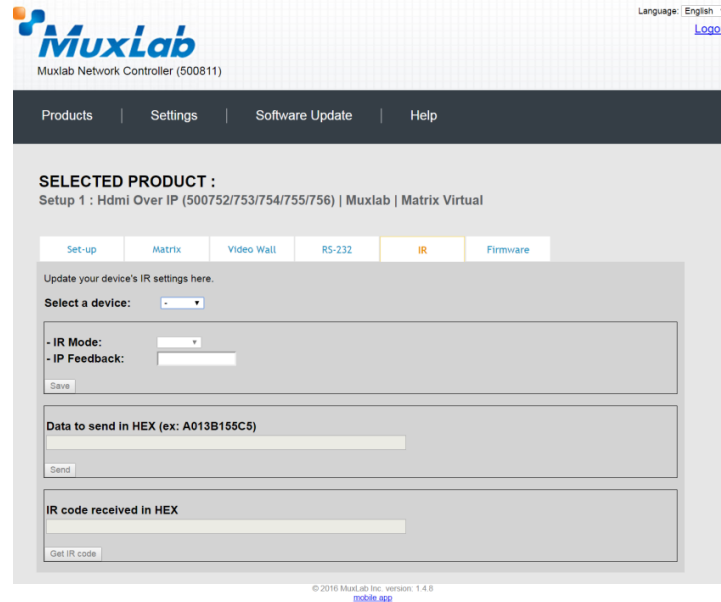 Language: English
Logo
MuxLab
Muxlab Network Controller (500811)
Products | Settings | Software Update | Help
SELECTED PRODUCT :
Setup 1 : Hdmi Over IP (500752/753/754/755/756) | Muxlab | Matrix Virtual
Set-up Matrix Video Wall RS-232 IR Firmware
Update your device's IR settings here.
Select a device: -
- IR Mode:
- IP Feedback:
Save
Data to send in HEX (ex: A013B155C5)
Send
IR code received in HEX
Get IR code
© 2016 MuxLab Inc. version: 1.4.8
mobile app